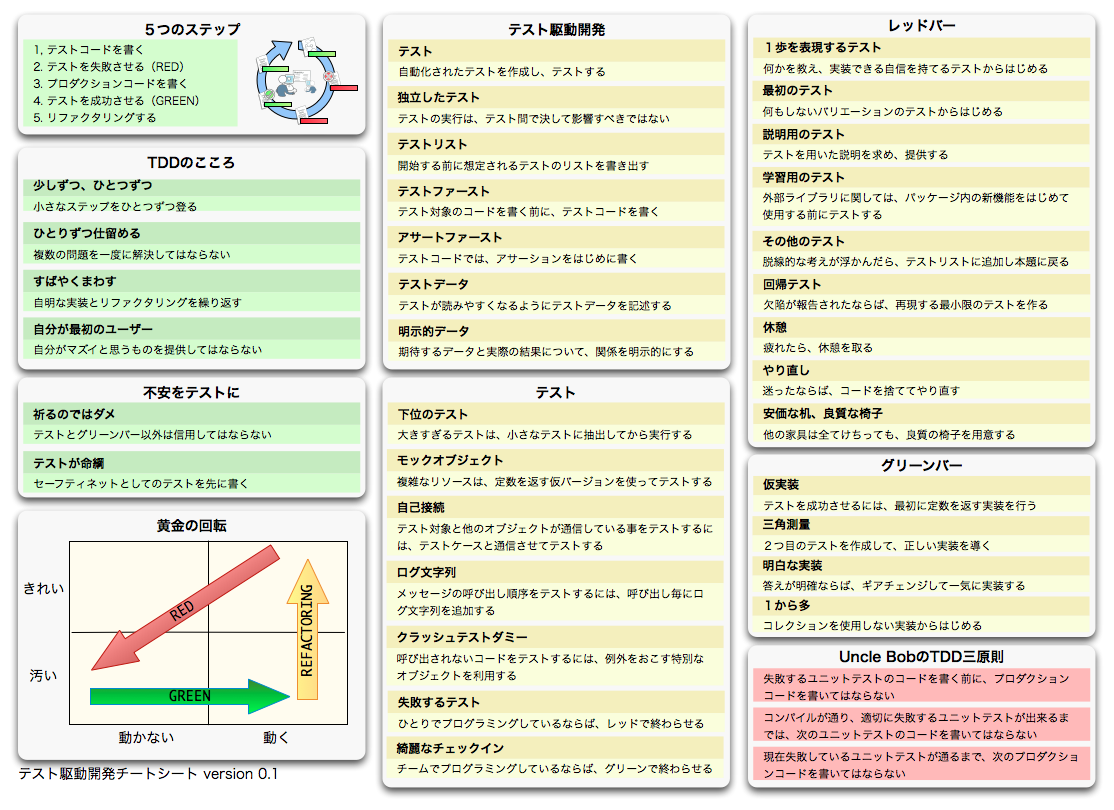 5つのステップ
1, テストコードを書く
2. テストを失敗させる（RED）
3. プロダクションコードを書く
4. テストを成功させる（GREEN）
5. リファクタリングする
TDDのこころ
少しずつ、ひとつずつ
小さなステップをひとつずつ登る
ひとりずつ仕留める
複数の問題を一度に解決してはならない
すばやくまわす
自明な実装とリファクタリングを繰り返す
自分が最初のユーザー
自分がマズイと思うものを提供してはならない
不安をテストに
祈るのではダメ
テストとグリーンバー以外は信用してはならない
テストが命綱
セーフティネットとしてのテストを先に書く
黄金の回転
きれい
汚い
RED
GREEN
REFACTORING
動かない
動く
テスト駆動開発チートシート version 0.1
テスト駆動開発
テスト
自動化されたテストを作成し、テストする
独立したテスト
テストの実行は、テスト間で決して影響すべきではない
テストリスト
開始する前に想定されるテストのリストを書き出す
テストファースト
テスト対象のコードを書く前に、テストコードを書く
アサートファースト
テストコードでは、アサーションをはじめに書く
テストデータ
テストが読みやすくなるようにテストデータを記述する
明示的データ
期待するデータと実際の結果について、関係を明示的にする
テスト
下位のテスト
大きすぎるテストは、小さなテストに抽出してから実行する
モックオブジェクト
複雑なリソースは、定数を返す仮バージョンを使ってテストする
自己接続
テスト対象と他のオブジェクトが通信している事をテストするに
は、テストケースと通信させてテストする
ログ文字列
メッセージの呼び出し順序をテストするには、呼び出し毎にロ
グ文字列を追加する
クラッシュテストダミー
呼び出されないコードをテストするには、例外をおこす特別な
オブジェクトを利用する
失敗するテスト
ひとりでプログラミングしているならば、レッドで終わらせる
綺麗なチェックイン
チームでプログラミングしているならば、グリーンで終わらせる
レッドバー
１歩を表現するテスト
何かを教え、実装できる自信を持てるテストからはじめる
最初のテスト
何もしないバリエーションのテストからはじめる
説明用のテスト
テストを用いた説明を求め、提供する
学習用のテスト
外部ライブラリに関しては、パッケージ内の新機能をはじめて
使用する前にテストする
その他のテスト
脱線的な考えが浮かんだら、テストリストに追加し本題に戻る
回帰テスト
欠陥が報告されたならば、再現する最小限のテストを作る
休憩
疲れたら、休憩を取る
やり直し
迷ったならば、コードを捨ててやり直す
安価な机、良質な椅子
他の家具は全てけちっても、良質の椅子を用意する
グリーンバー
仮実装
テストを成功させるには、最初に定数を返す実装を行う
三角測量
２つ目のテストを作成して、正しい実装を導く
明白な実装
答えが明確ならば、ギアチェンジして一気に実装する
１から多
コレクションを使用しない実装からはじめる
Uncle BobのTDD三原則
失敗するユニットテストのコードを書く前に、プロダクション
コードを書いてはならない
コンパイルが通り、適切に失敗するユニットテストが出来るま
では、次のユニットテストのコードを書いてはならない
現在失敗しているユニットテストが通るまで、次のプロダクショ
ンコードを書いてはならない